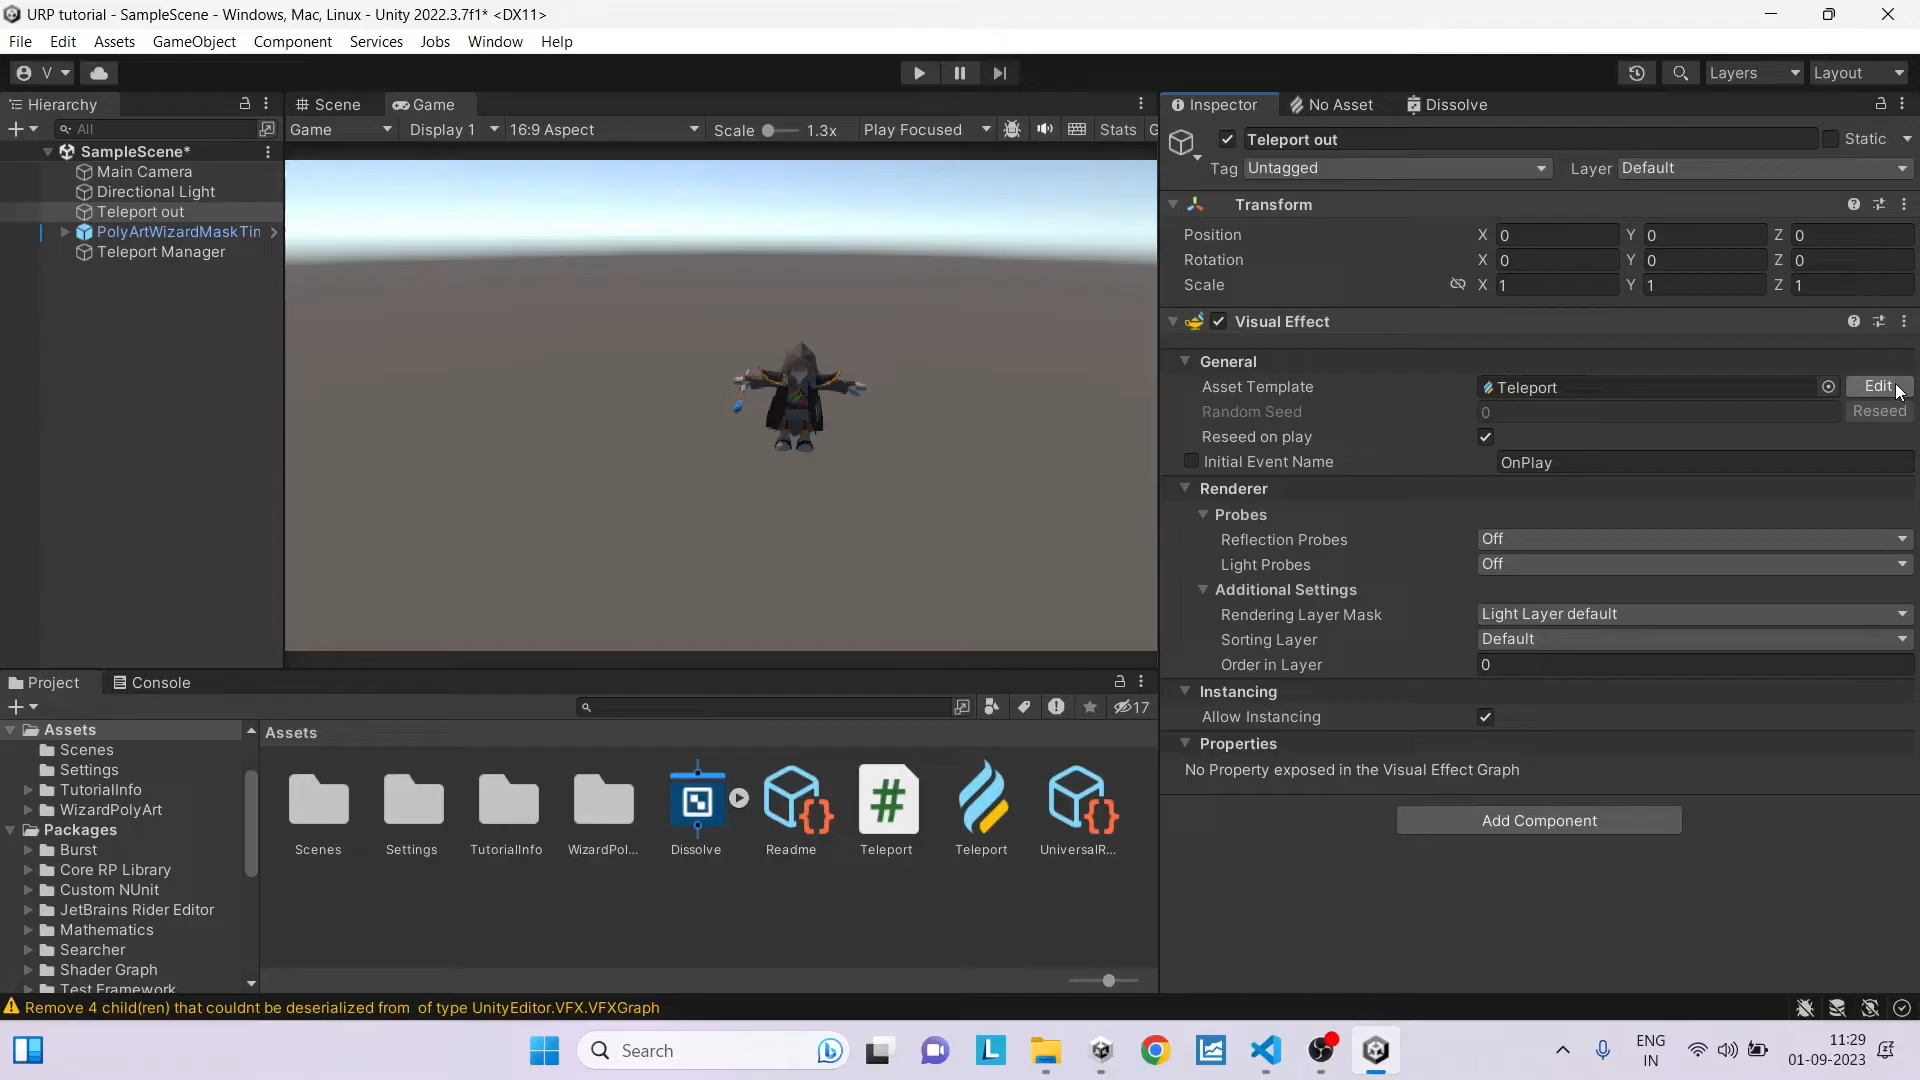 URP tutorial - SampleScene - Windows, Mac, Linux - Unity 2022.3.7f1* <DX11>
File Edit Assets GameObject Component Services Jobs Window Help
V Layers Layout
Hierarchy
All
SampleScene*
Main Camera
Directional Light
Teleport out
PolyArtWizardMaskTin
Teleport Manager
Scene Game
Game Display 1 16:9 Aspect Scale 1.3x Play Focused Stats G
Inspector No Asset Dissolve
Teleport out Static
Tag Untagged Layer Default
Transform
Position X 0 Y 0 Z 0
Rotation X 0 Y 0 Z 0
Scale X 1 Y 1 Z 1
Visual Effect
General
Asset Template Teleport Edit
Random Seed 0 Reseed
Reseed on play
Initial Event Name OnPlay
Renderer
Probes
Reflection Probes Off
Light Probes Off
Additional Settings
Rendering Layer Mask Light Layer default
Sorting Layer Default
Order in Layer 0
Instancing
Allow Instancing
Properties
No Property exposed in the Visual Effect Graph
Add Component
Project Console
17
Assets
Scenes
Settings
TutorialInfo
WizardPolyArt
Packages
Burst
Core RP Library
Custom NUnit
JetBrains Rider Editor
Mathematics
Searcher
Shader Graph
Test Framework
Assets
Scenes Settings TutorialInfo WizardPol... Dissolve Readme Teleport Teleport UniversalR...
Remove 4 child(ren) that couldnt be deserialized from  of type UnityEditor.VFX.VFXGraph
Search
ENG
IN
11:29
01-09-2023